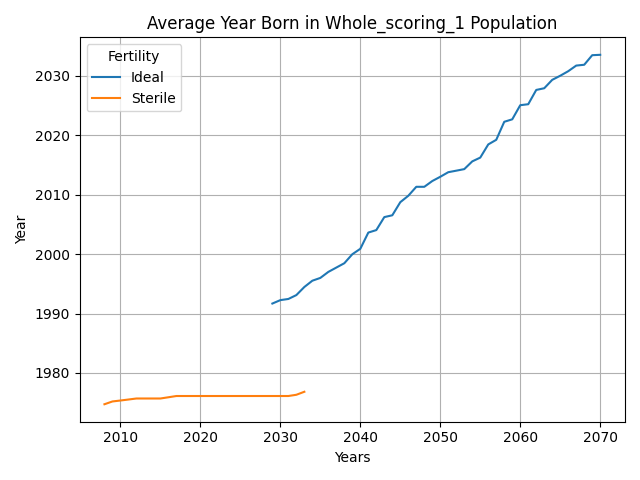 Average Year Born in Whole_scoring_1 Population
Fertility
Ideal
Sterile
Year
2030
2020
2010
2000
1990
1980
2010 2020 2030 2040 2050 2060 2070
Years